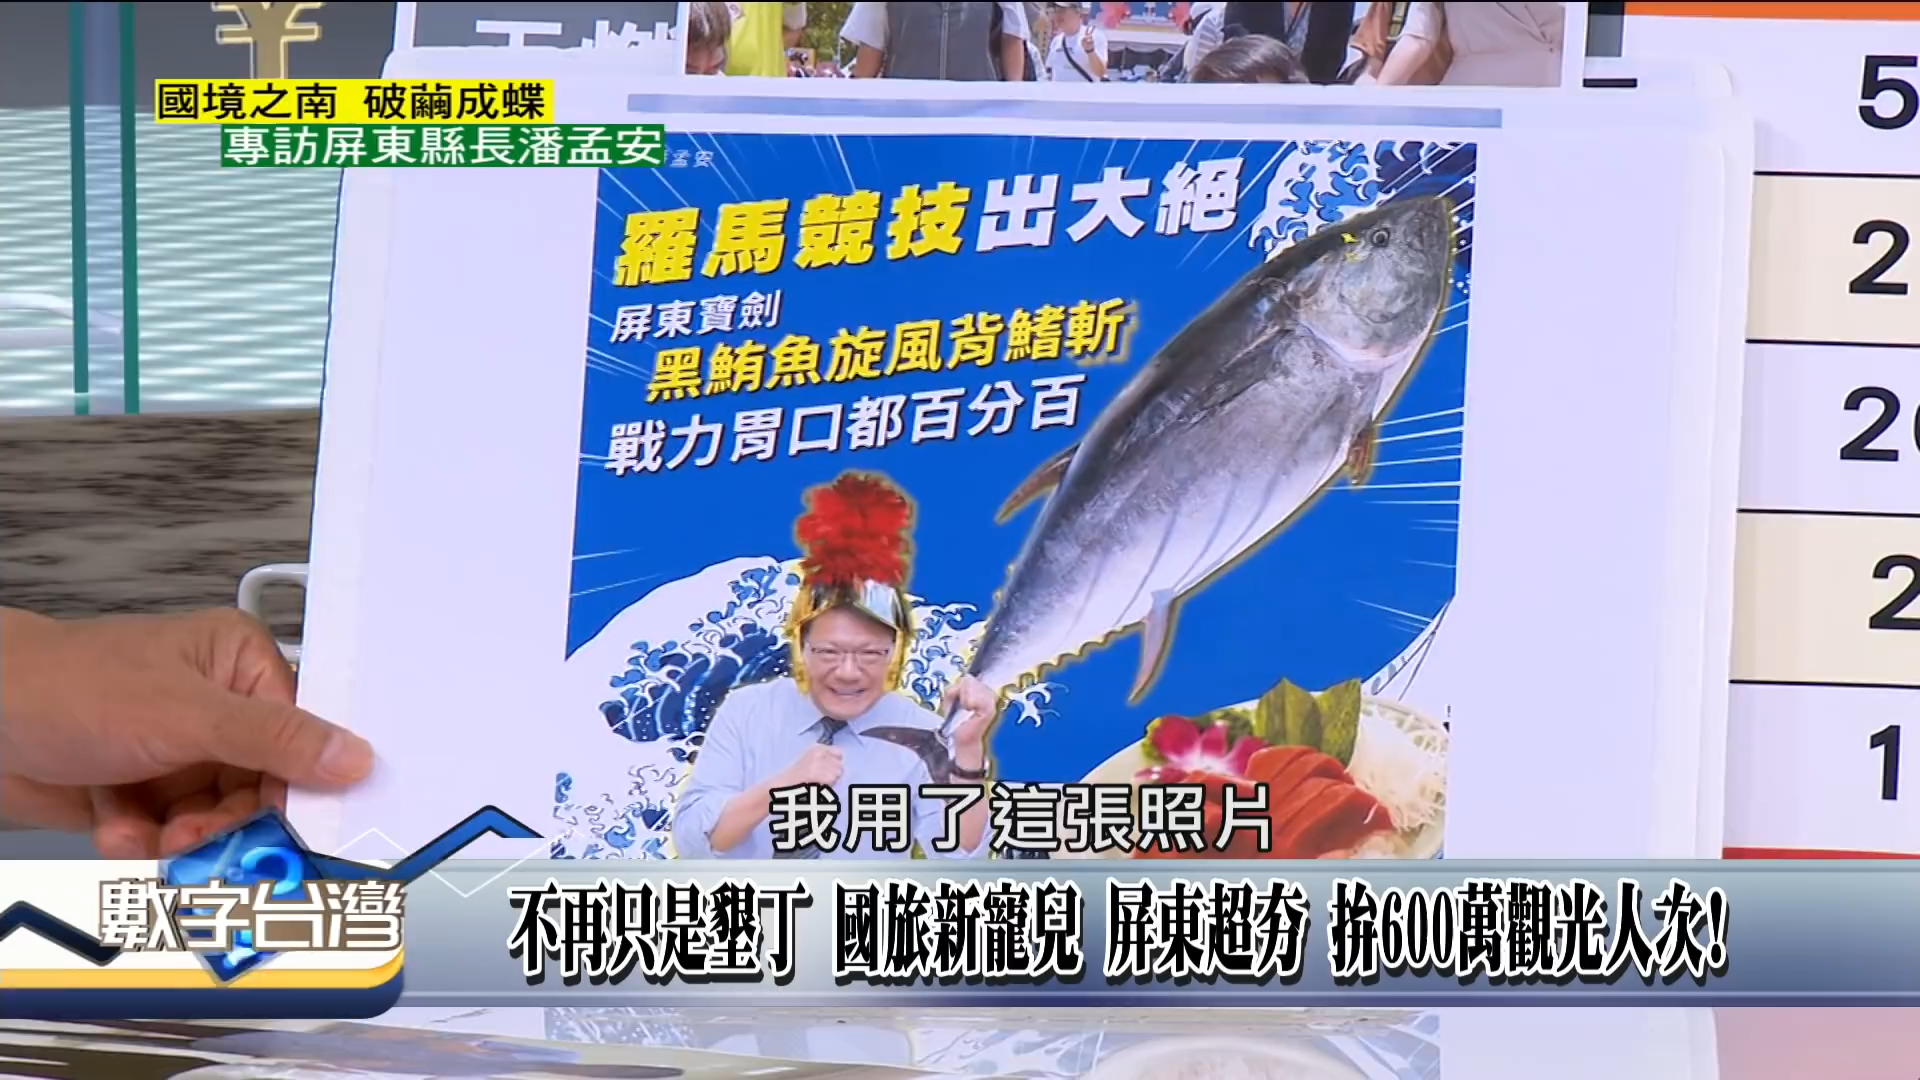 ¥
國境之南 破繭成蝶
專訪屏東縣長潘孟安
孟安
羅馬競技出大絕
屏東寶劍
黑鮪魚旋風背鰭斬
戰力胃口都百分百
5
2
20
2
1
我用了這張照片
數字台灣
不再只是墾丁 國旅新寵兒 屏東超夯 拚600萬觀光人次!